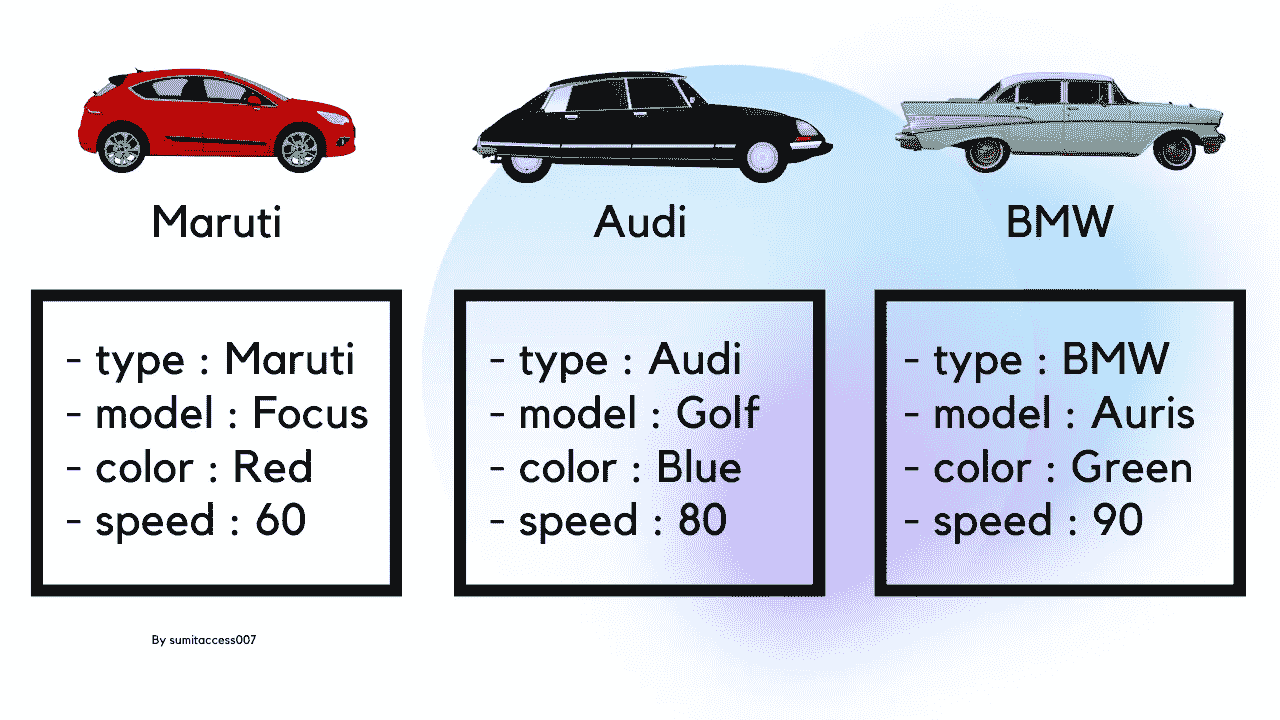 Maruti
Audi
BMW
- type : Maruti
- model : Focus
- color : Red
- speed : 60
- type : Audi
- model : Golf
- color : Blue
- speed : 80
- type : BMW
- model : Auris
- color : Green
- speed : 90
By sumitaccess007